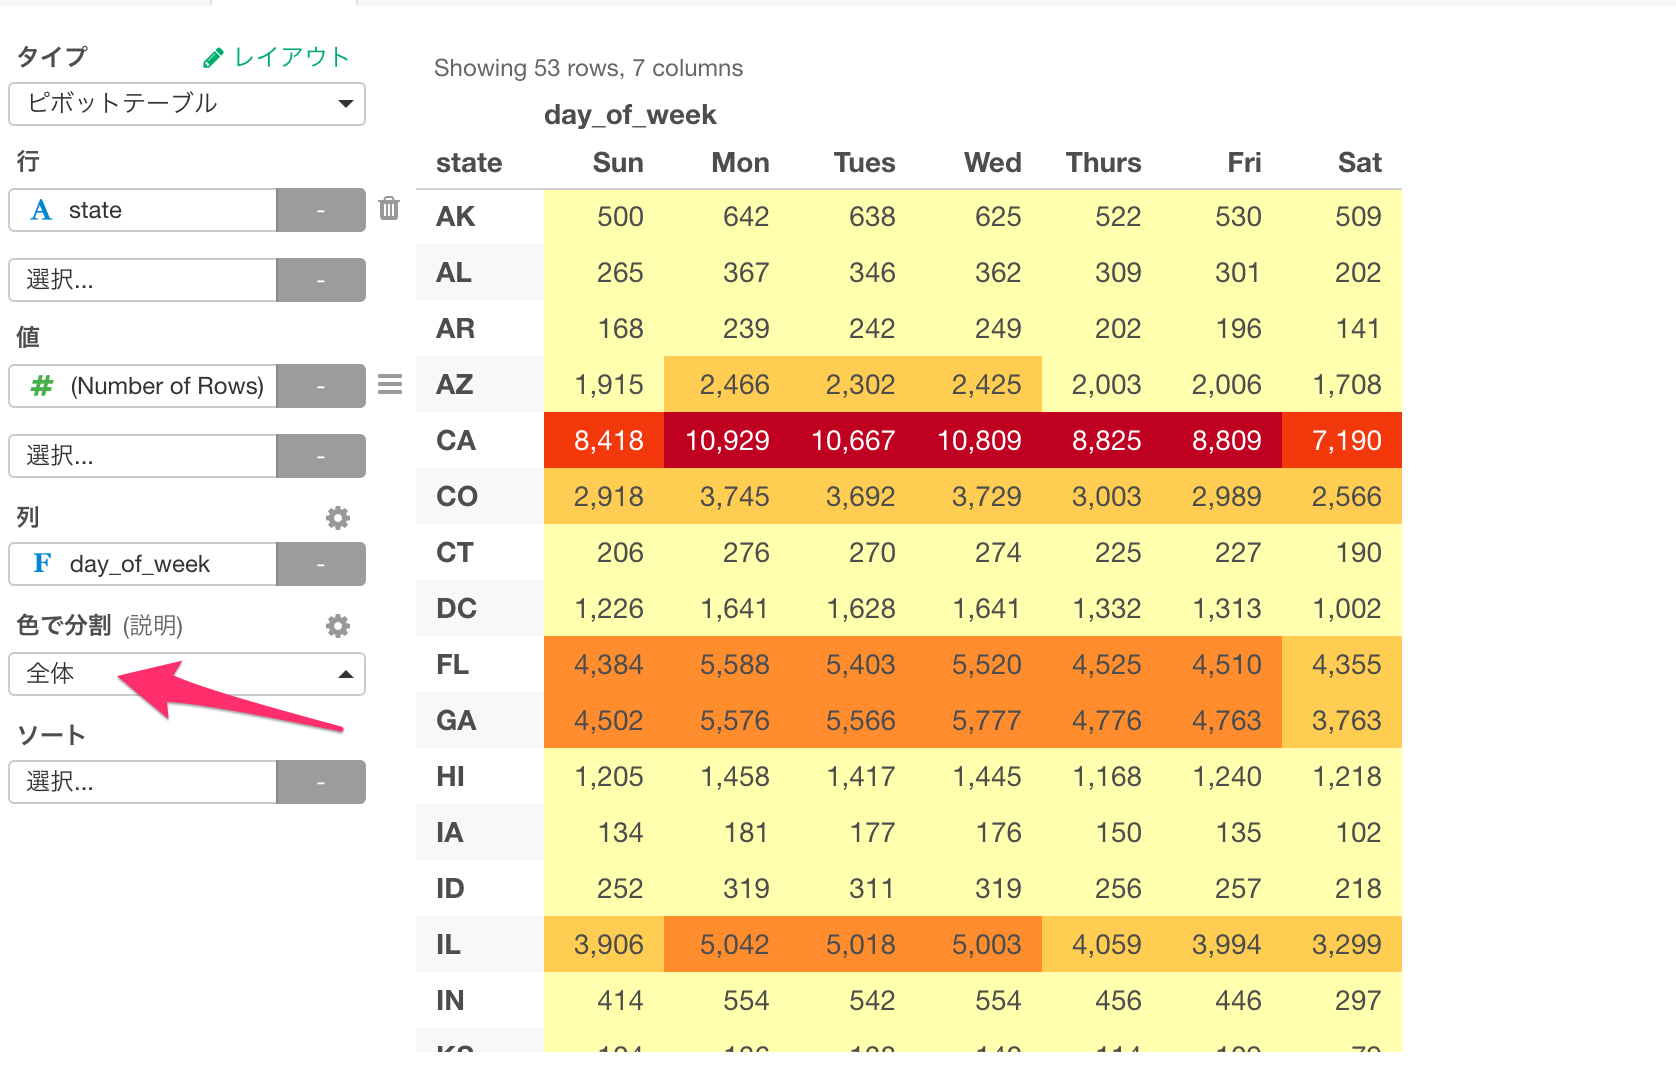 タイプ レイアウト
ピボットテーブル
行
A state -
選択... -
値
# (Number of Rows) -
選択... -
列
F day_of_week -
色で分割 (説明)
全体
ソート
選択... -
Showing 53 rows, 7 columns
day_of_week
state Sun Mon Tues Wed Thurs Fri Sat
AK 500 642 638 625 522 530 509
AL 265 367 346 362 309 301 202
AR 168 239 242 249 202 196 141
AZ 1,915 2,466 2,302 2,425 2,003 2,006 1,708
CA 8,418 10,929 10,667 10,809 8,825 8,809 7,190
CO 2,918 3,745 3,692 3,729 3,003 2,989 2,566
CT 206 276 270 274 225 227 190
DC 1,226 1,641 1,628 1,641 1,332 1,313 1,002
FL 4,384 5,588 5,403 5,520 4,525 4,510 4,355
GA 4,502 5,576 5,566 5,777 4,776 4,763 3,763
HI 1,205 1,458 1,417 1,445 1,168 1,240 1,218
IA 134 181 177 176 150 135 102
ID 252 319 311 319 256 257 218
IL 3,906 5,042 5,018 5,003 4,059 3,994 3,299
IN 414 554 542 554 456 446 297